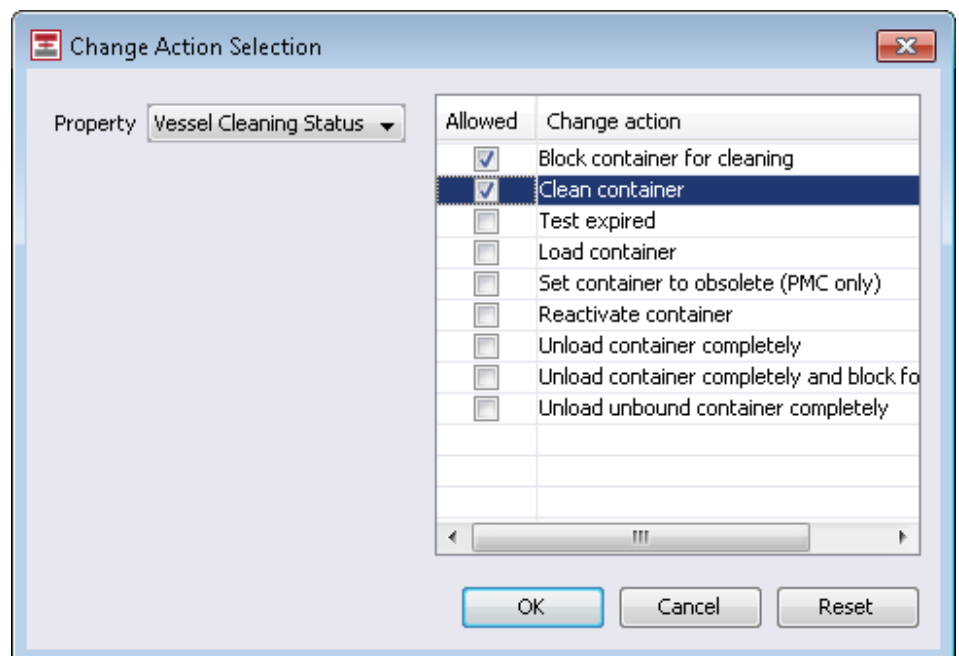 Change Action Selection
Property Vessel Cleaning Status
Allowed Change action
Block container for cleaning
Clean container
Test expired
Load container
Set container to obsolete (PMC only)
Reactivate container
Unload container completely
Unload container completely and block fo
Unload unbound container completely
OK Cancel Reset